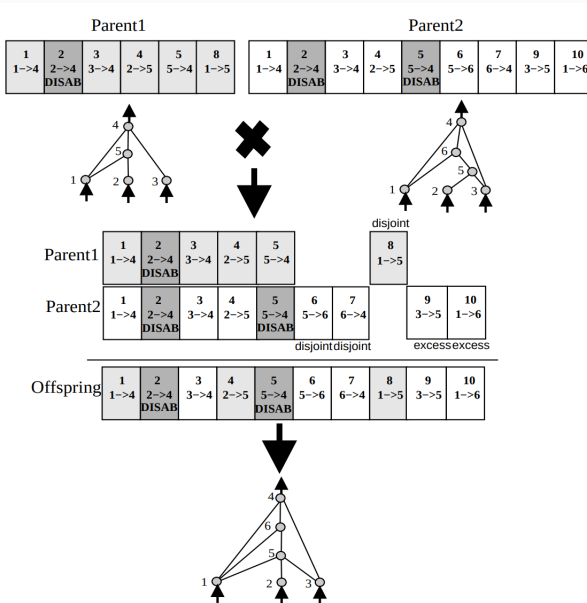 Parent1 Parent2
1 2 3 4 5 8 1 2 3 4 5 6 7 9 10
1->4 2->4 3->4 2->5 5->4 1->5 1->4 2->4 3->4 2->5 5->4 5->6 6->4 3->5 1->6
DISAB DISAB DISAB
4 4
5 6
5
1 2 3 1 2 3
disjoint
Parent1 1 2 3 4 5 8
1->4 2->4 3->4 2->5 5->4 1->5
DISAB
Parent2 1 2 3 4 5 6 7 9 10
1->4 2->4 3->4 2->5 5->4 5->6 6->4 3->5 1->6
DISAB DISAB
disjoint disjoint excess excess
Offspring 1 2 3 4 5 6 7 8 9 10
1->4 2->4 3->4 2->5 5->4 5->6 6->4 1->5 3->5 1->6
DISAB DISAB
4
6
5
1 2 3